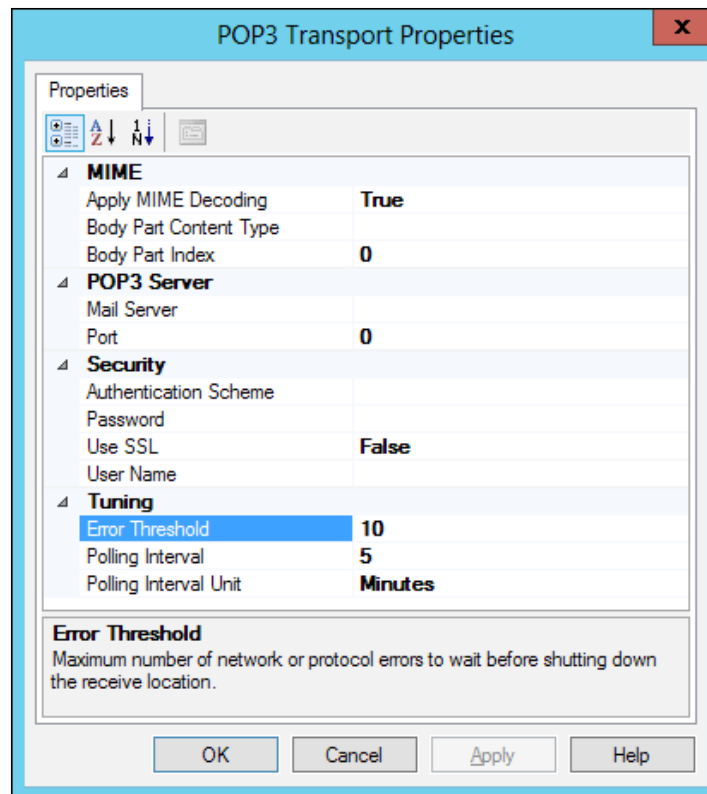 POP3 Transport Properties
x
Properties
MIME
Apply MIME Decoding True
Body Part Content Type
Body Part Index 0
POP3 Server
Mail Server
Port 0
Security
Authentication Scheme
Password
Use SSL False
User Name
Tuning
Error Threshold 10
Polling Interval 5
Polling Interval Unit Minutes
Error Threshold
Maximum number of network or protocol errors to wait before shutting down
the receive location.
OK Cancel Apply Help